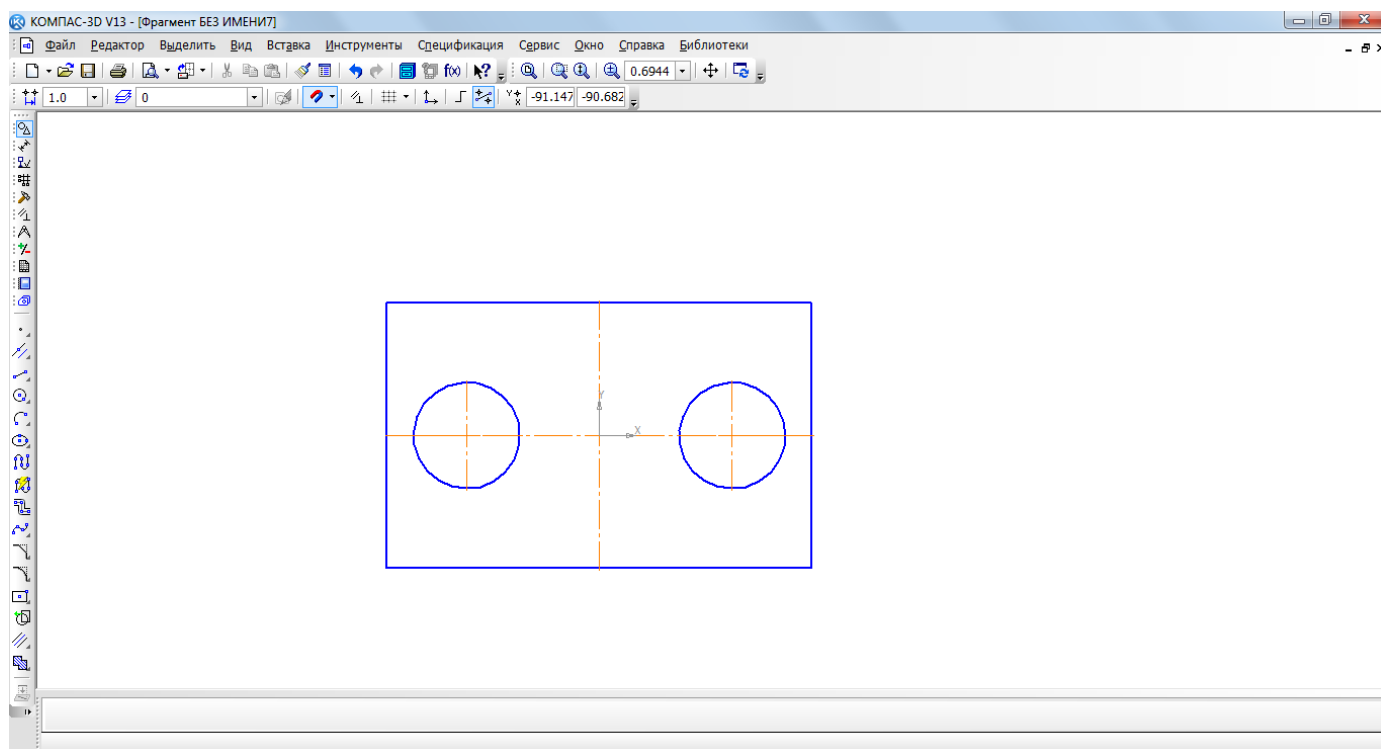 КОМПАС-3D V13 - [Фрагмент БЕЗ ИМЕНИ7]
Файл Редактор Выделить Вид Вставка Инструменты Спецификация Сервис Окно Справка Библиотеки
f(x) 0.6944
1.0 0 -91.147 -90.682
Y
X